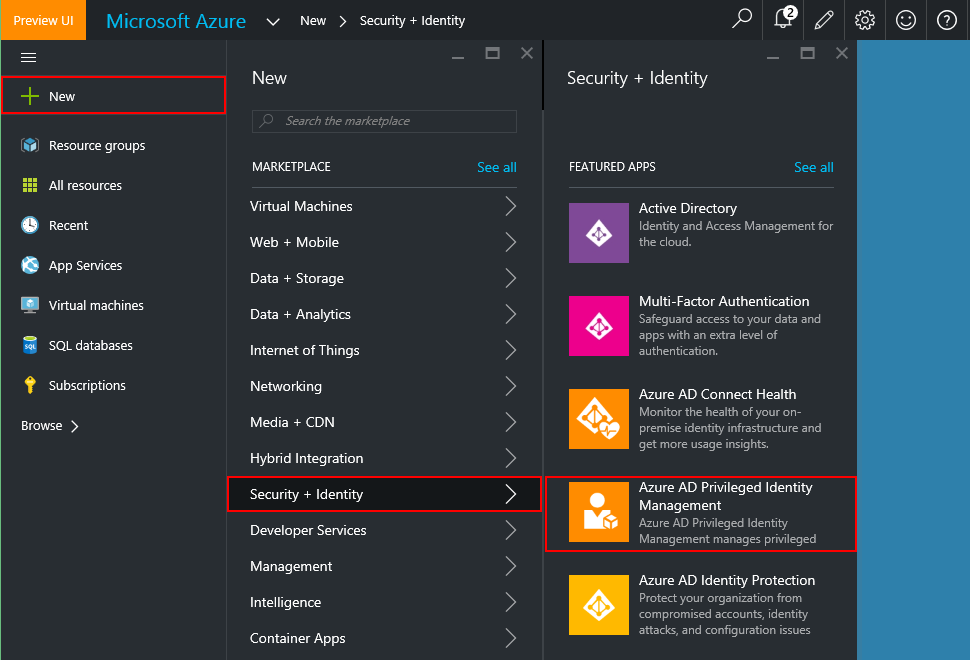 Preview UI
Microsoft Azure
New
Security + Identity
2
New
Resource groups
All resources
Recent
App Services
Virtual machines
SQL
SQL databases
Subscriptions
Browse
New
Search the marketplace
MARKETPLACE
See all
Virtual Machines
Web + Mobile
Data + Storage
Data + Analytics
Internet of Things
Networking
Media + CDN
Hybrid Integration
Security + Identity
Developer Services
Management
Intelligence
Container Apps
Security + Identity
FEATURED APPS
See all
Active Directory
Identity and Access Management for
the cloud.
Multi-Factor Authentication
Safeguard access to your data and
apps with an extra level of
authentication.
Azure AD Connect Health
Monitor the health of your on-
premise identity infrastructure and
get more usage insights.
Azure AD Privileged Identity
Management
Azure AD Privileged Identity
Management manages privileged
Azure AD Identity Protection
Protect your organization from
compromised accounts, identity
attacks, and configuration issues